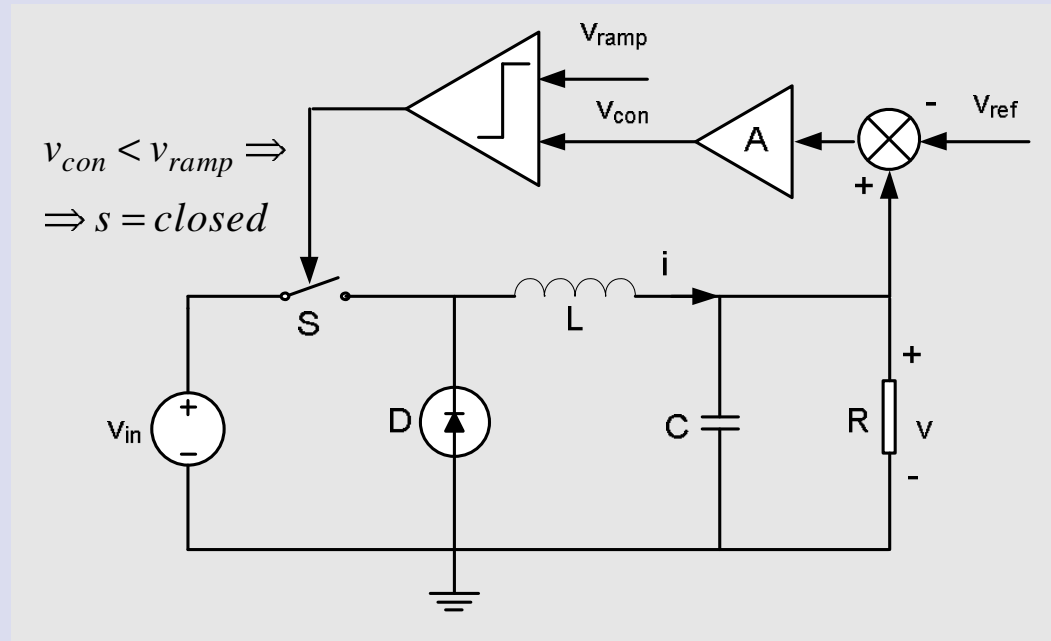 v_ramp
v_con
A
-
v_ref
+
v_con < v_ramp ⇒
⇒ s = closed
S
L
i
+
v_in
+
−
D
C
R
v
-